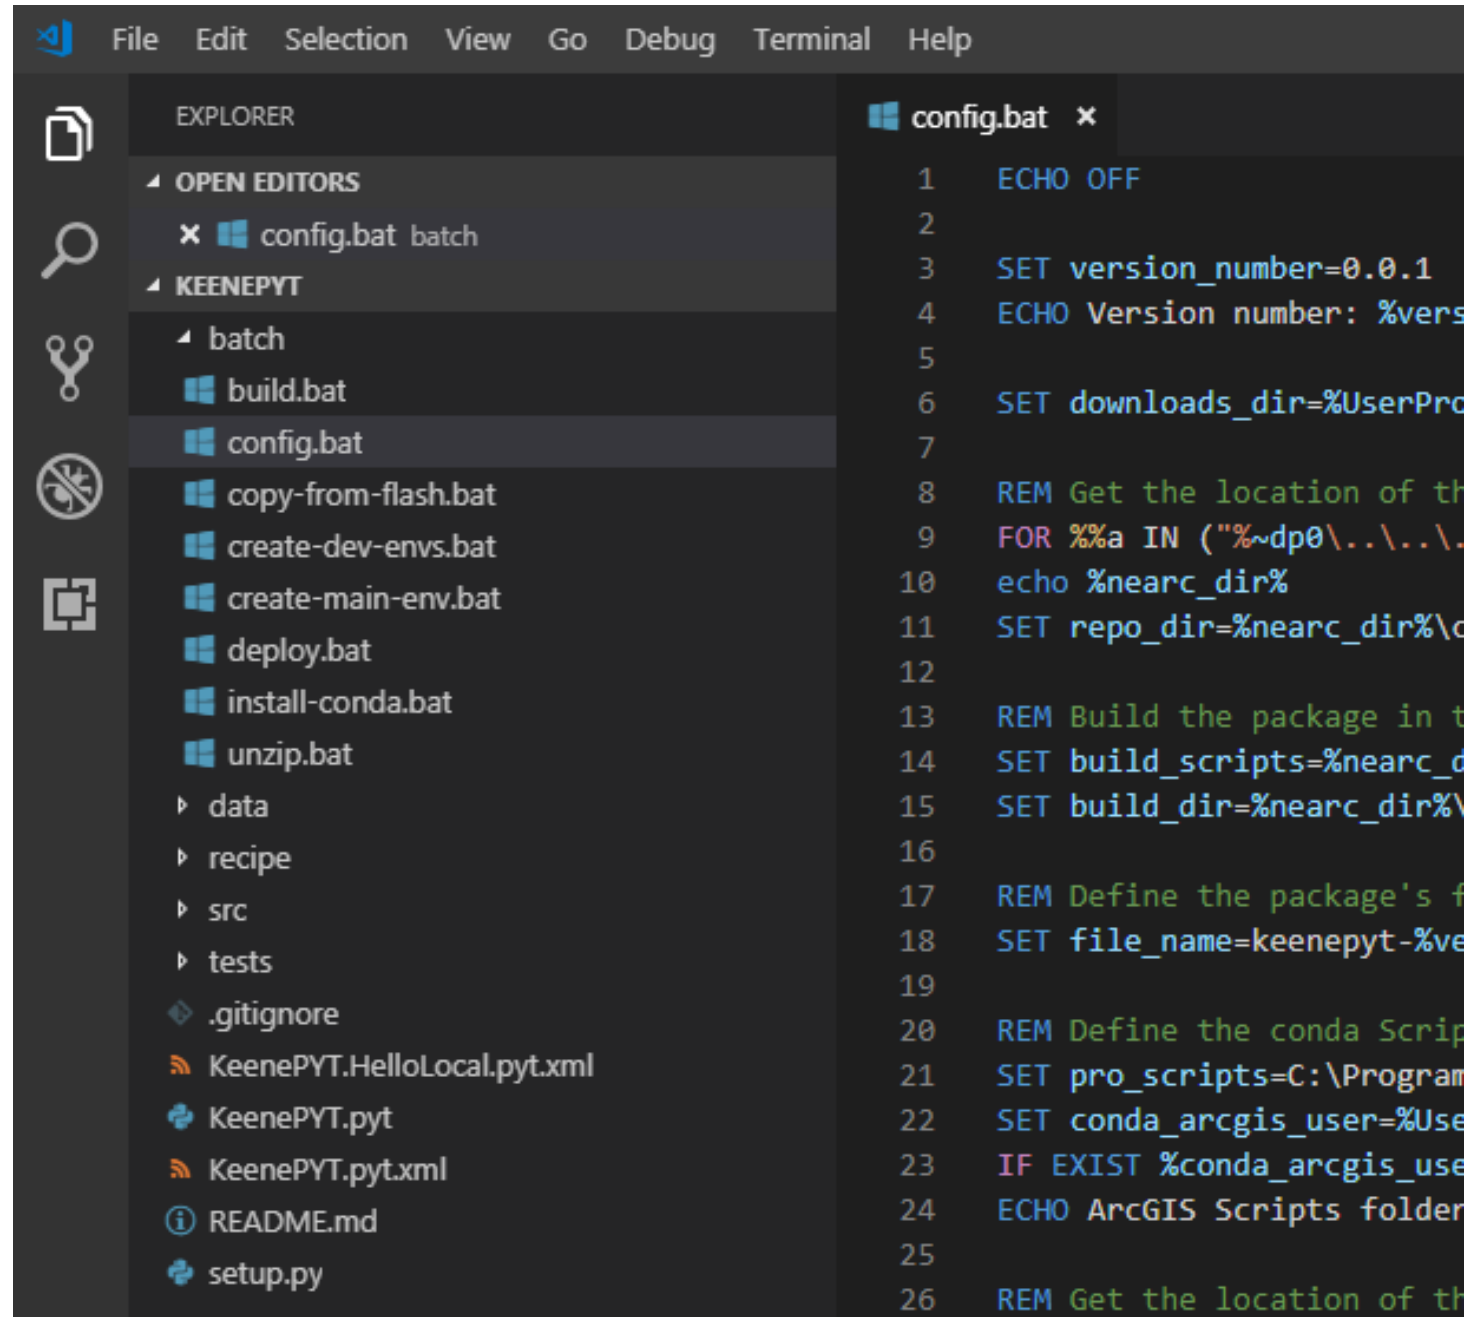 File Edit Selection View Go Debug Terminal Help
EXPLORER
OPEN EDITORS
config.bat batch
KEENEPYT
batch
build.bat
config.bat
copy-from-flash.bat
create-dev-envs.bat
create-main-env.bat
deploy.bat
install-conda.bat
unzip.bat
data
recipe
src
tests
.gitignore
KeenePYT.HelloLocal.pyt.xml
KeenePYT.pyt
KeenePYT.pyt.xml
README.md
setup.py
config.bat
1 ECHO OFF
2
3 SET version_number=0.0.1
4 ECHO Version number: %vers
5
6 SET downloads_dir=%UserPro
7
8 REM Get the location of th
9 FOR %%a IN ("%~dp0\..\..\.
10 echo %nearc_dir%
11 SET repo_dir=%nearc_dir%\c
12
13 REM Build the package in t
14 SET build_scripts=%nearc_d
15 SET build_dir=%nearc_dir%\
16
17 REM Define the package's f
18 SET file_name=keenepyt-%ve
19
20 REM Define the conda Scrip
21 SET pro_scripts=C:\Program
22 SET conda_arcgis_user=%Use
23 IF EXIST %conda_arcgis_use
24 ECHO ArcGIS Scripts folder
25
26 REM Get the location of th